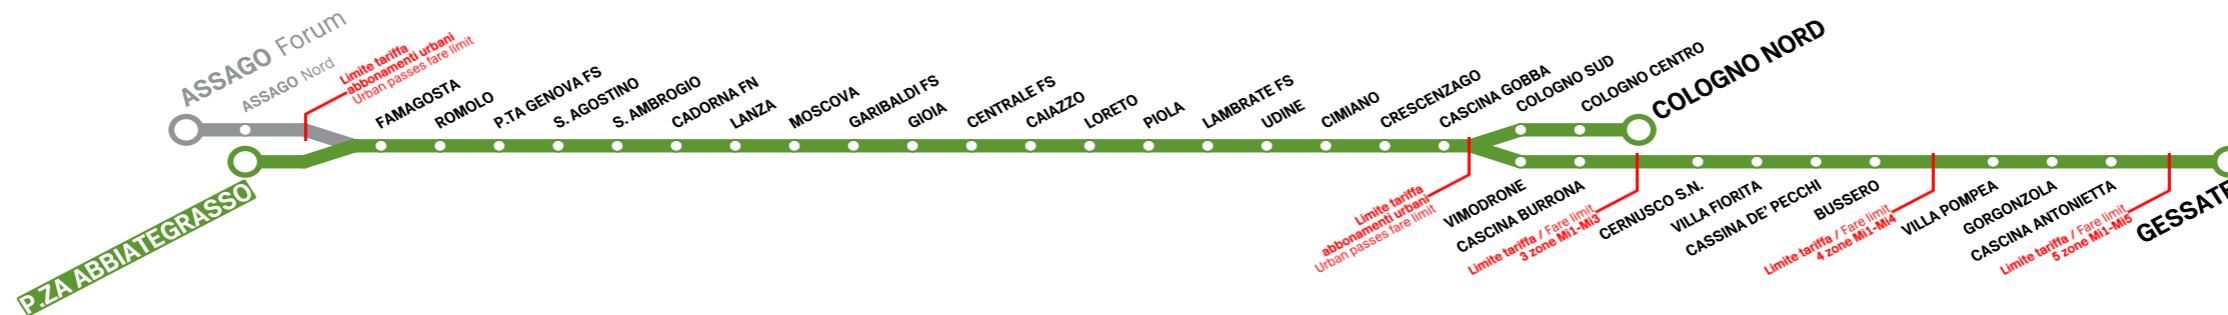 ASSAGO Forum
ASSAGO Nord
Limite tariffa
abbonamenti urbani
Urban passes fare limit
P.ZA ABBIATEGRASSO
FAMAGOSTA
ROMOLO
P.TA GENOVA FS
S. AGOSTINO
S. AMBROGIO
CADORNA FN
LANZA
MOSCOVA
GARIBALDI FS
GIOIA
CENTRALE FS
CAIAZZO
LORETO
PIOLA
LAMBRATE FS
UDINE
CIMIANO
CRESCENZAGO
CASCINA GOBBA
COLOGNO SUD
COLOGNO CENTRO
COLOGNO NORD
Limite tariffa
abbonamenti urbani
Urban passes fare limit
VIMODRONE
CASCINA BURRONA
Limite tariffa / Fare limit
3 zone Mi1-Mi3
CERNUSCO S.N.
VILLA FIORITA
CASSINA DE' PECCHI
BUSSERO
Limite tariffa / Fare limit
4 zone Mi1-Mi4
VILLA POMPEA
GORGONZOLA
CASCINA ANTONIETTA
Limite tariffa / Fare limit
5 zone Mi1-Mi5
GESSATE